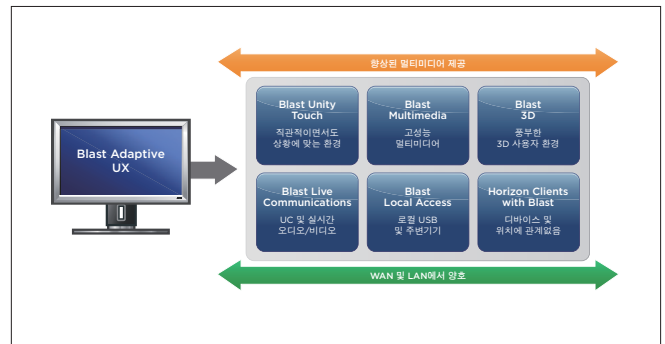 향상된 멀티미디어 제공
Blast Adaptive
UX
Blast Unity
Touch
직관적이면서도
상황에 맞는 환경
Blast
Multimedia
고성능
멀티미디어
Blast
3D
풍부한
3D 사용자 환경
Blast Live
Communications
UC 및 실시간
오디오/비디오
Blast
Local Access
로컬 USB
및 주변기기
Horizon Clients
with Blast
디바이스 및
위치에 관계없음
WAN 및 LAN에서 양호